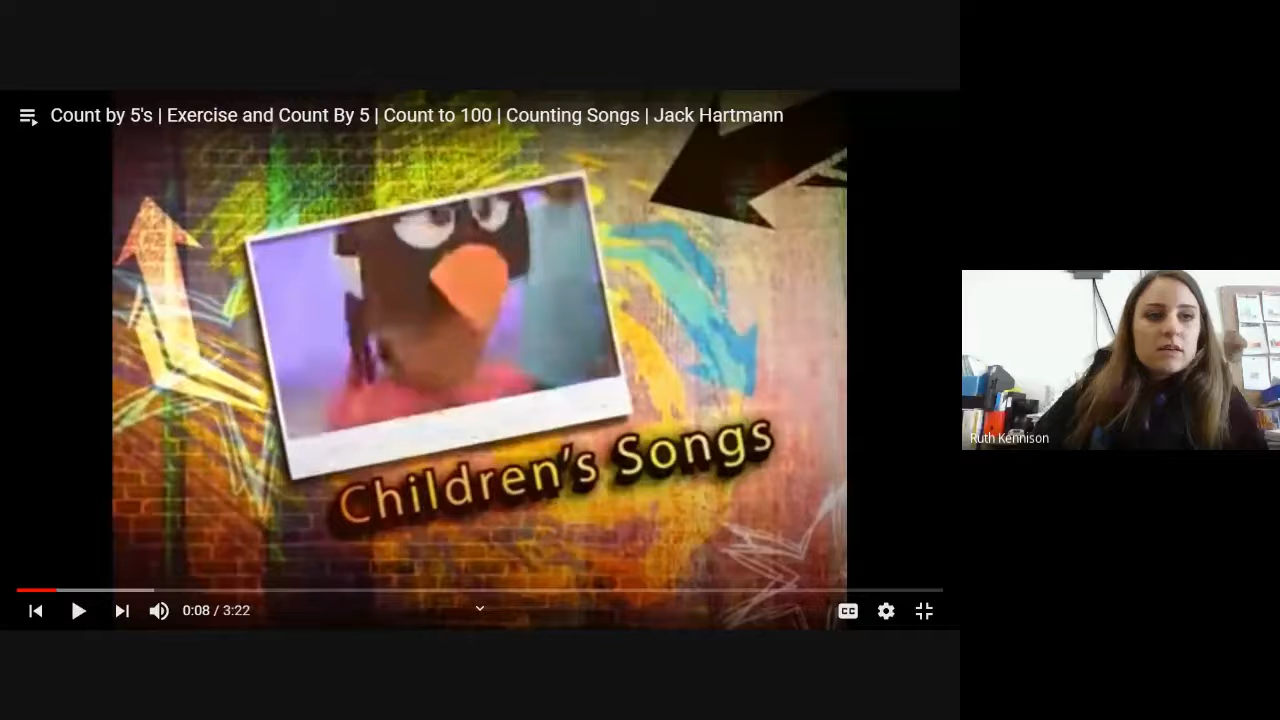 Count by 5's | Exercise and Count By 5 | Count to 100 | Counting Songs | Jack Hartmann
Children's Songs
Ruth Kennison
0:08 / 3:22
CC